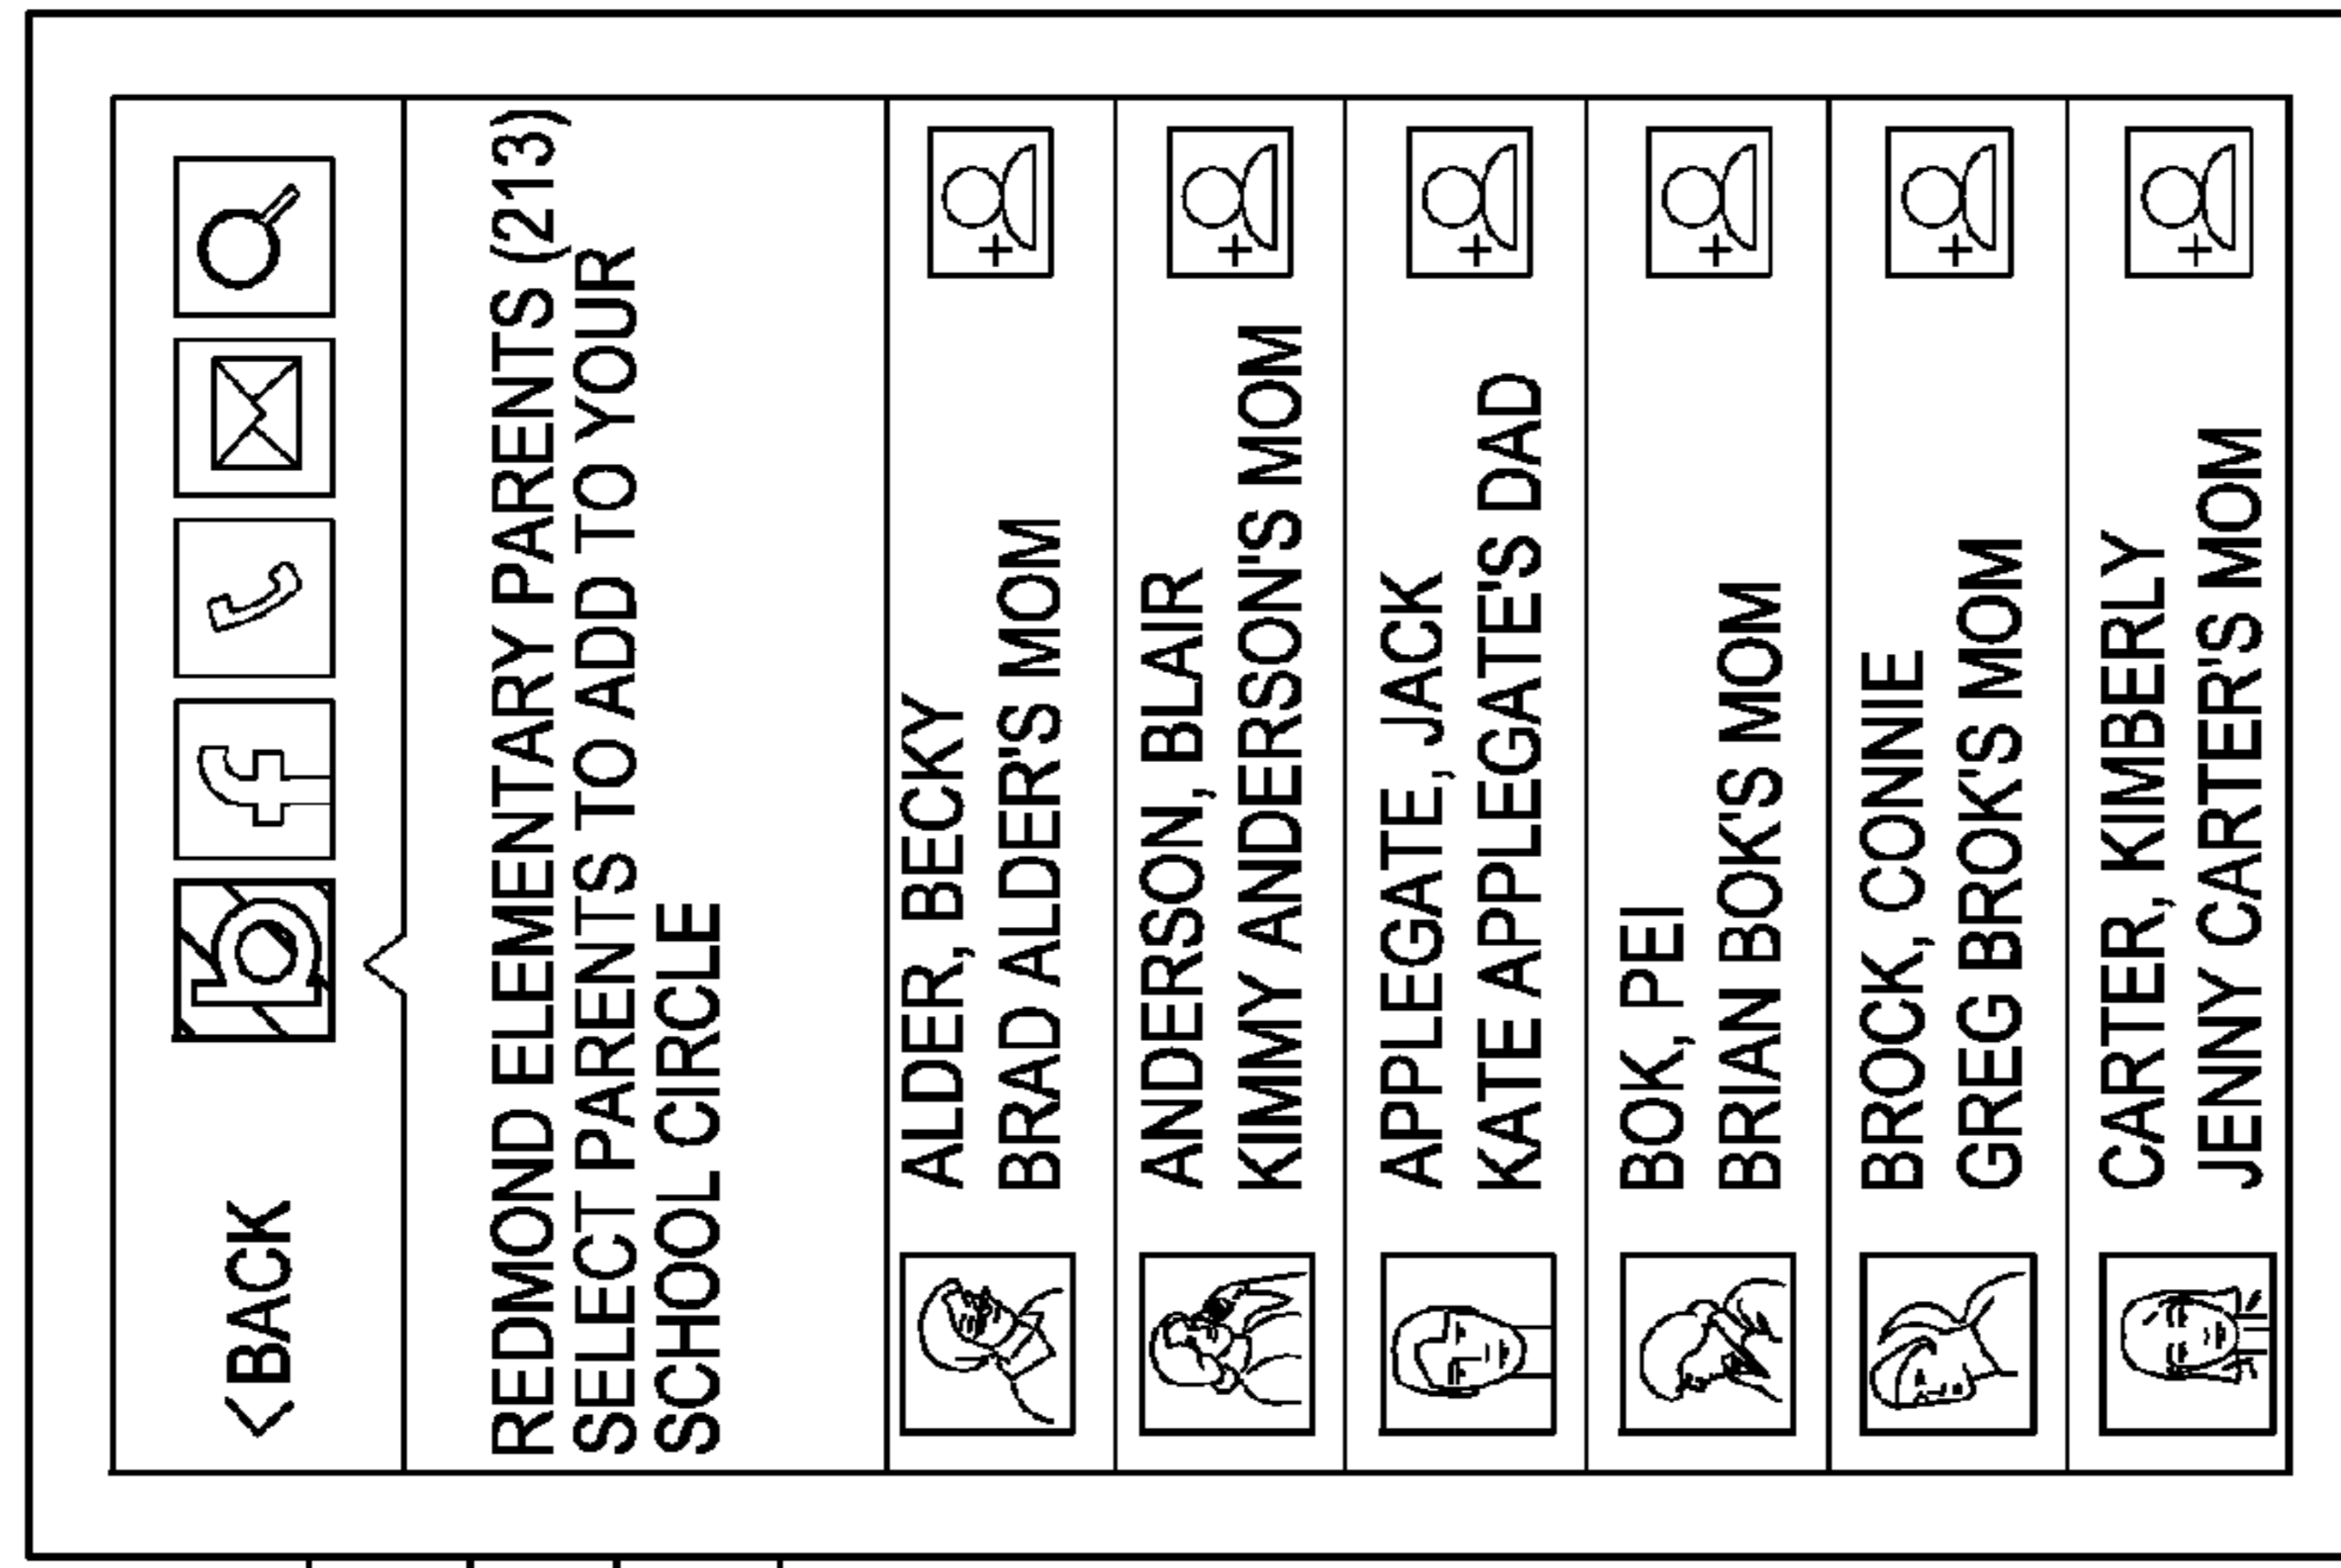 <BACK
REDMOND ELEMENTARY PARENTS (213)
SELECT PARENTS TO ADD TO YOUR
SCHOOL CIRCLE
ALDER, BECKY
BRAD ALDER'S MOM
ANDERSON, BLAIR
KIMMY ANDERSON'S MOM
APPLEGATE, JACK
KATE APPLEGATE'S DAD
BOK, PEI
BRIAN BOK'S MOM
BROCK, CONNIE
GREG BROK'S MOM
CARTER, KIMBERLY
JENNY CARTER'S MOM